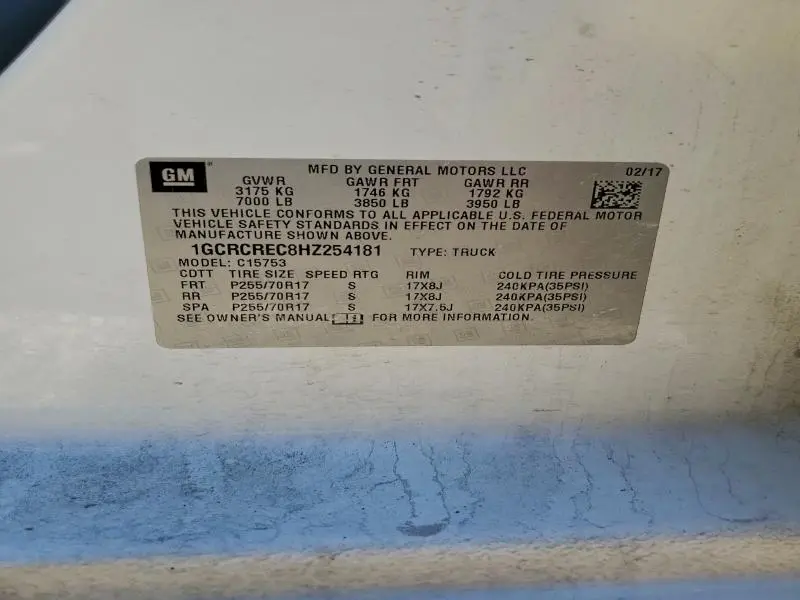 GM
MFD BY GENERAL MOTORS LLC 02/17
GVWR GAWR FRT GAWR RR
3175 KG 1746 KG 1792 KG
7000 LB 3850 LB 3950 LB
THIS VEHICLE CONFORMS TO ALL APPLICABLE U.S. FEDERAL MOTOR
VEHICLE SAFETY STANDARDS IN EFFECT ON THE DATE OF
MANUFACTURE SHOWN ABOVE.
1GCRCREC8HZ254181 TYPE: TRUCK
MODEL: C15753
CDTT TIRE SIZE SPEED RTG RIM COLD TIRE PRESSURE
FRT P255/70R17 S 17X8J 240KPA(35PSI)
RR P255/70R17 S 17X8J 240KPA(35PSI)
SPA P255/70R17 S 17X7.5J 240KPA(35PSI)
SEE OWNER'S MANUAL FOR MORE INFORMATION.